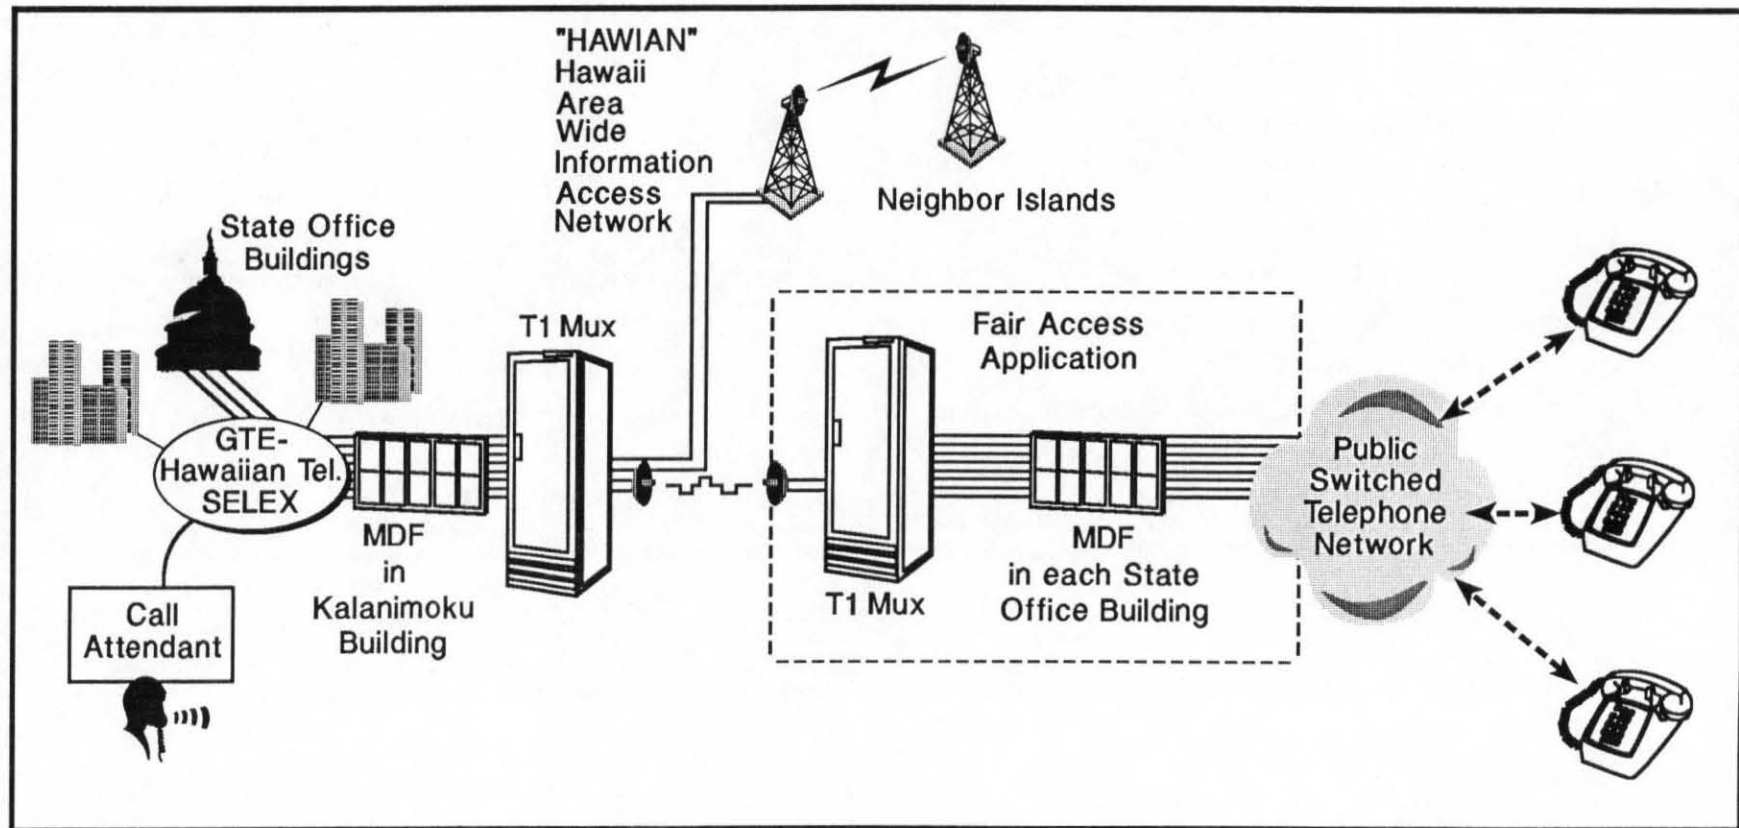 "HAWIAN"
Hawaii
Area
Wide
Information
Access
Network
Neighbor Islands
State Office
Buildings
T1 Mux
GTE-
Hawaiian Tel.
SELEX
MDF
in
Kalanimoku
Building
Call
Attendant
Fair Access
Application
T1 Mux
MDF
in each State
Office Building
Public
Switched
Telephone
Network